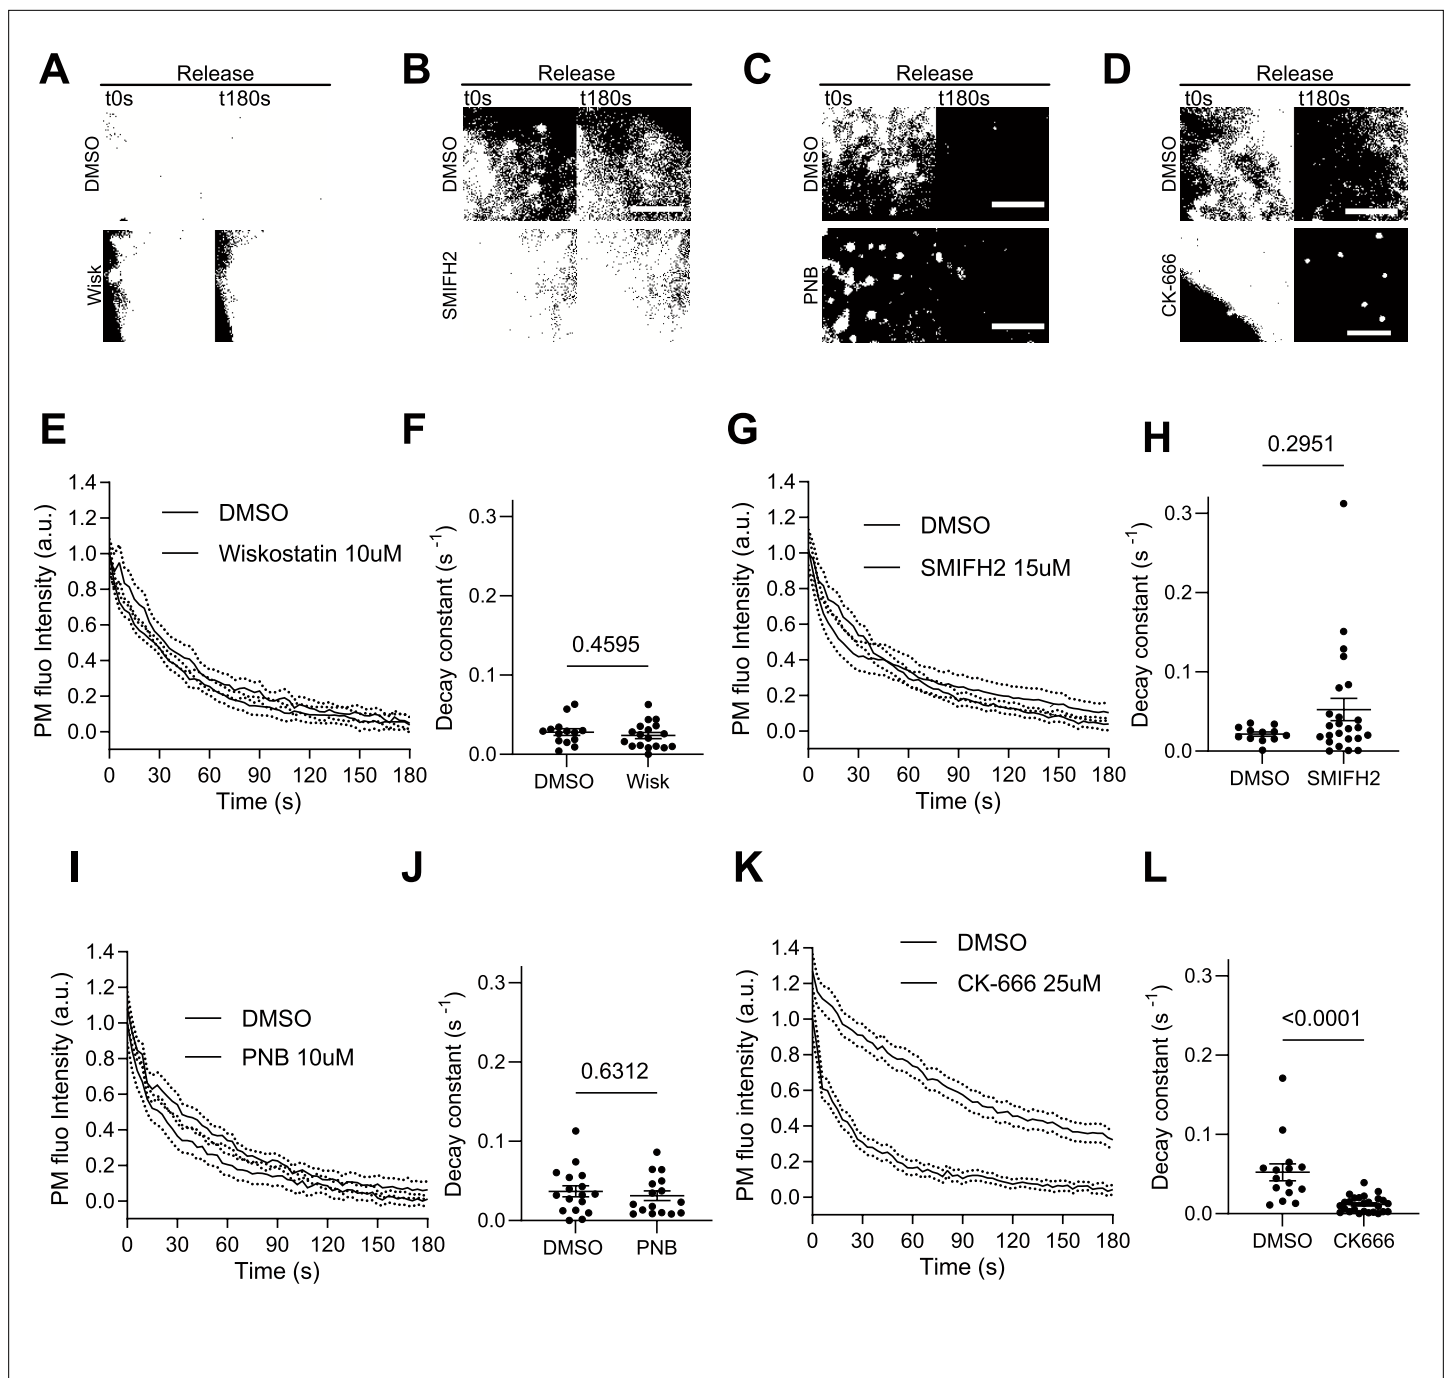 A
Release
t0s t180s
DMSO
Wisk
B
Release
t0s t180s
DMSO
SMIFH2
C
Release
t0s t180s
DMSO
PNB
D
Release
t0s t180s
DMSO
CK-666
E
PM fluo Intensity (a.u.)
1.4
1.2
1.0
0.8
0.6
0.4
0.2
0.0
DMSO
Wiskostatin 10uM
0 30 60 90 120 150 180
Time (s)
F
Decay constant (s⁻¹)
0.3
0.2
0.1
0.0
0.4595
DMSO Wisk
G
PM fluo Intensity (a.u.)
1.4
1.2
1.0
0.8
0.6
0.4
0.2
0.0
DMSO
SMIFH2 15uM
0 30 60 90 120 150 180
Time (s)
H
0.2951
Decay constant (s⁻¹)
0.3
0.2
0.1
0.0
DMSO SMIFH2
I
PM fluo Intensity (a.u.)
1.4
1.2
1.0
0.8
0.6
0.4
0.2
0.0
DMSO
PNB 10uM
0 30 60 90 120 150 180
Time (s)
J
Decay constant (s⁻¹)
0.3
0.2
0.1
0.0
0.6312
DMSO PNB
K
PM fluo intensity (a.u.)
1.4
1.2
1.0
0.8
0.6
0.4
0.2
0.0
DMSO
CK-666 25uM
0 30 60 90 120 150 180
Time (s)
L
Decay constant (s⁻¹)
0.3
0.2
0.1
0.0
<0.0001
DMSO CK666